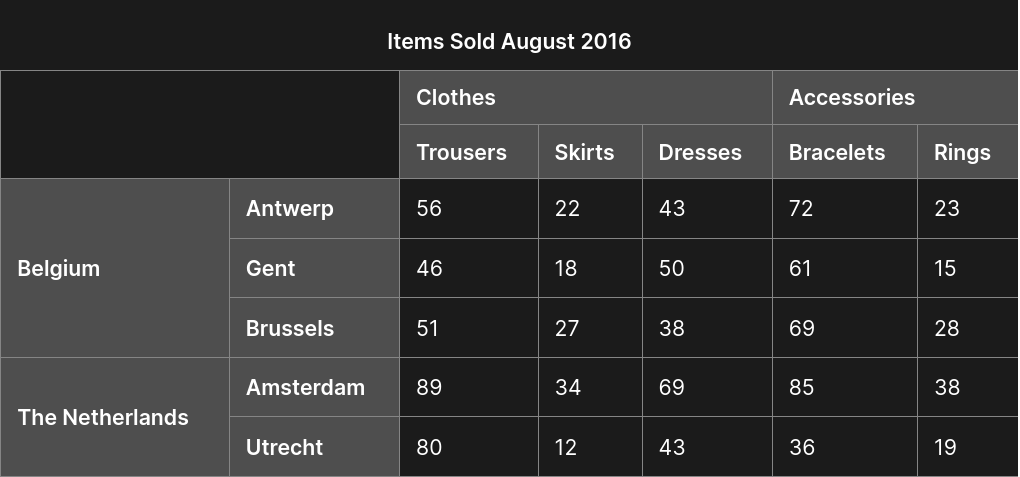 Items Sold August 2016
Clothes Accessories
Trousers Skirts Dresses Bracelets Rings
Belgium
Antwerp 56 22 43 72 23
Gent 46 18 50 61 15
Brussels 51 27 38 69 28
The Netherlands
Amsterdam 89 34 69 85 38
Utrecht 80 12 43 36 19